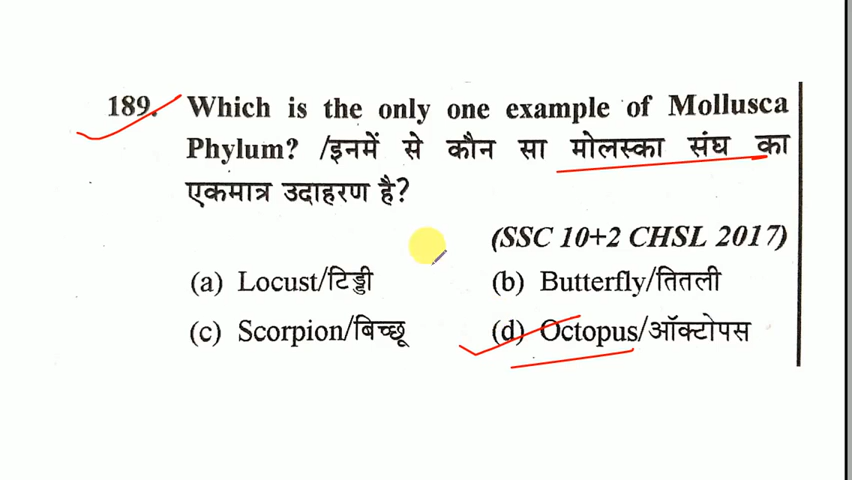 189. Which is the only one example of Mollusca
Phylum? /इनमें से कौन सा मोलस्का संघ का
एकमात्र उदाहरण है?
(SSC 10+2 CHSL 2017)
(a) Locust/टिड्डी
(b) Butterfly/तितली
(c) Scorpion/बिच्छू
(d) Octopus/ऑक्टोपस